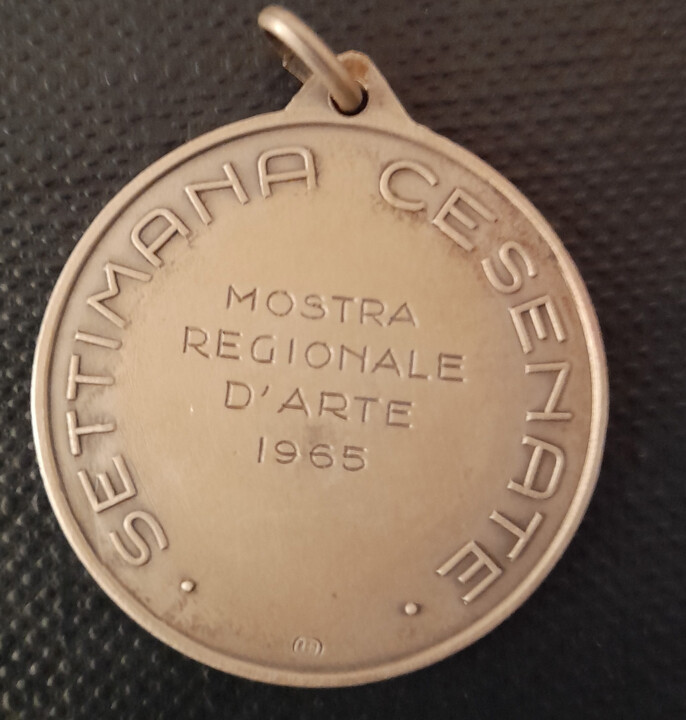 · SETTIMANA CESENATE ·
MOSTRA
REGIONALE
D'ARTE
1965